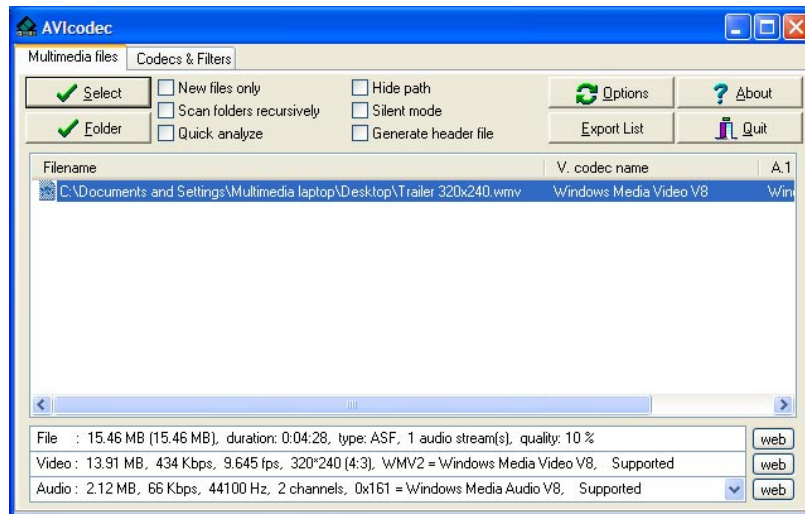 AVIcodec
Multimedia files Codecs & Filters
Select New files only Hide path Options About
Scan folders recursively Silent mode
Folder Quick analyze Generate header file Export List Quit
Filename V. codec name A.1
C:\Documents and Settings\Multimedia laptop\Desktop\Trailer 320x240.wmv Windows Media Video V8
File : 15.46 MB (15.46 MB), duration: 0:04:28, type: ASF, 1 audio stream(s), quality: 10 % web
Video : 13.91 MB, 434 Kbps, 9.645 fps, 320*240 (4:3), WMV2 = Windows Media Video V8, Supported web
Audio : 2.12 MB, 66 Kbps, 44100 Hz, 2 channels, 0x161 = Windows Media Audio V8, Supported web